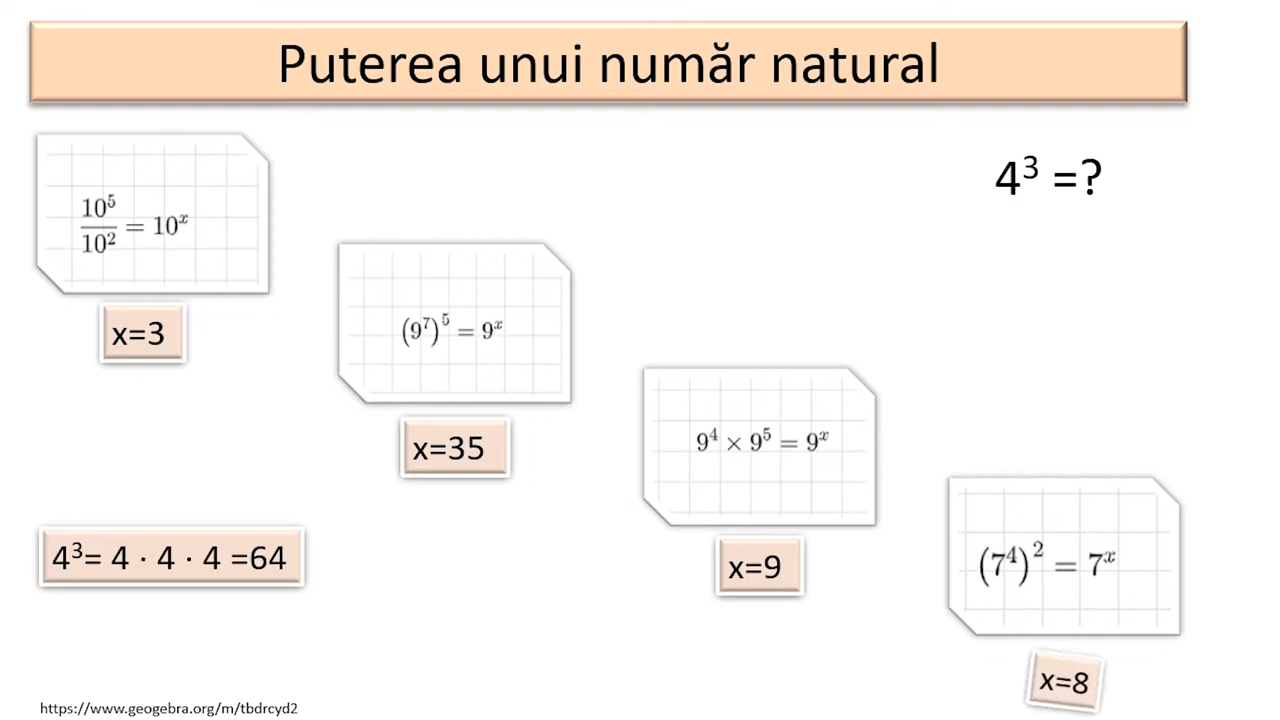 Puterea unui număr natural
4³ =?
10⁵/10² = 10ˣ
x=3
(9⁷)⁵ = 9ˣ
x=35
9⁴ × 9⁵ = 9ˣ
x=9
(7⁴)² = 7ˣ
x=8
4³= 4 · 4 · 4 =64
https://www.geogebra.org/m/tbdrcyd2